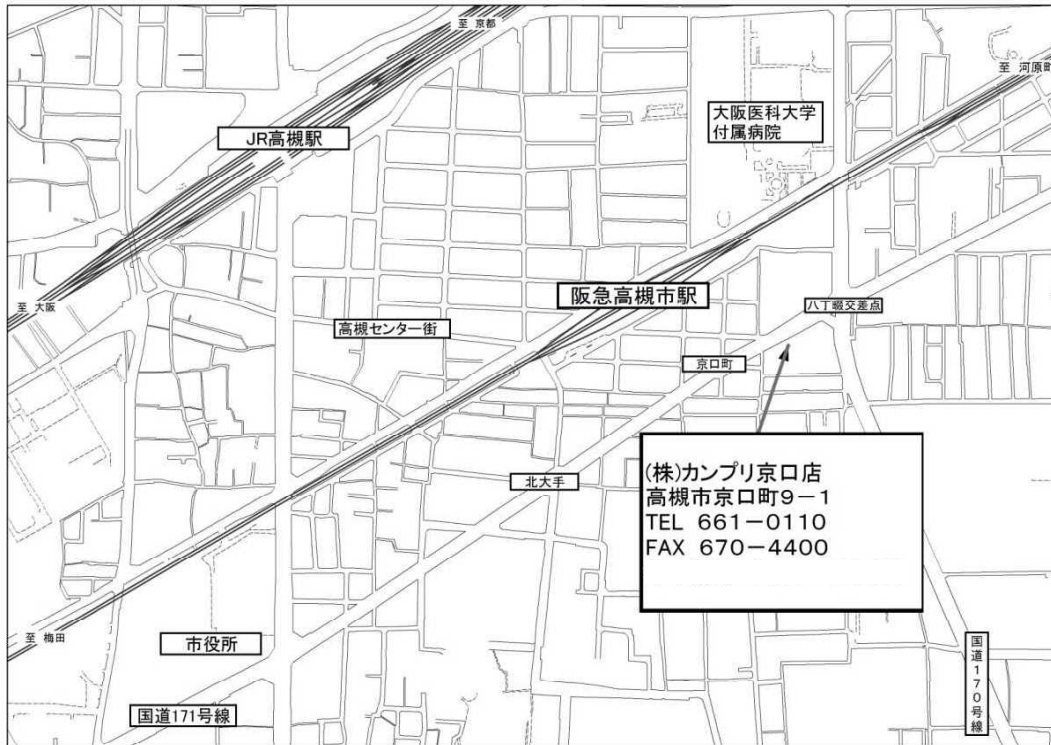 至 京都
至 河原町
大阪医科大学
付属病院
JR高槻駅
阪急高槻市駅
至 大阪
八丁畷交差点
高槻センター街
京口町
(株)カンプリ京口店
高槻市京口町9－1
TEL 661－0110
FAX 670－4400
北大手
至 梅田
市役所
国道170号線
国道171号線